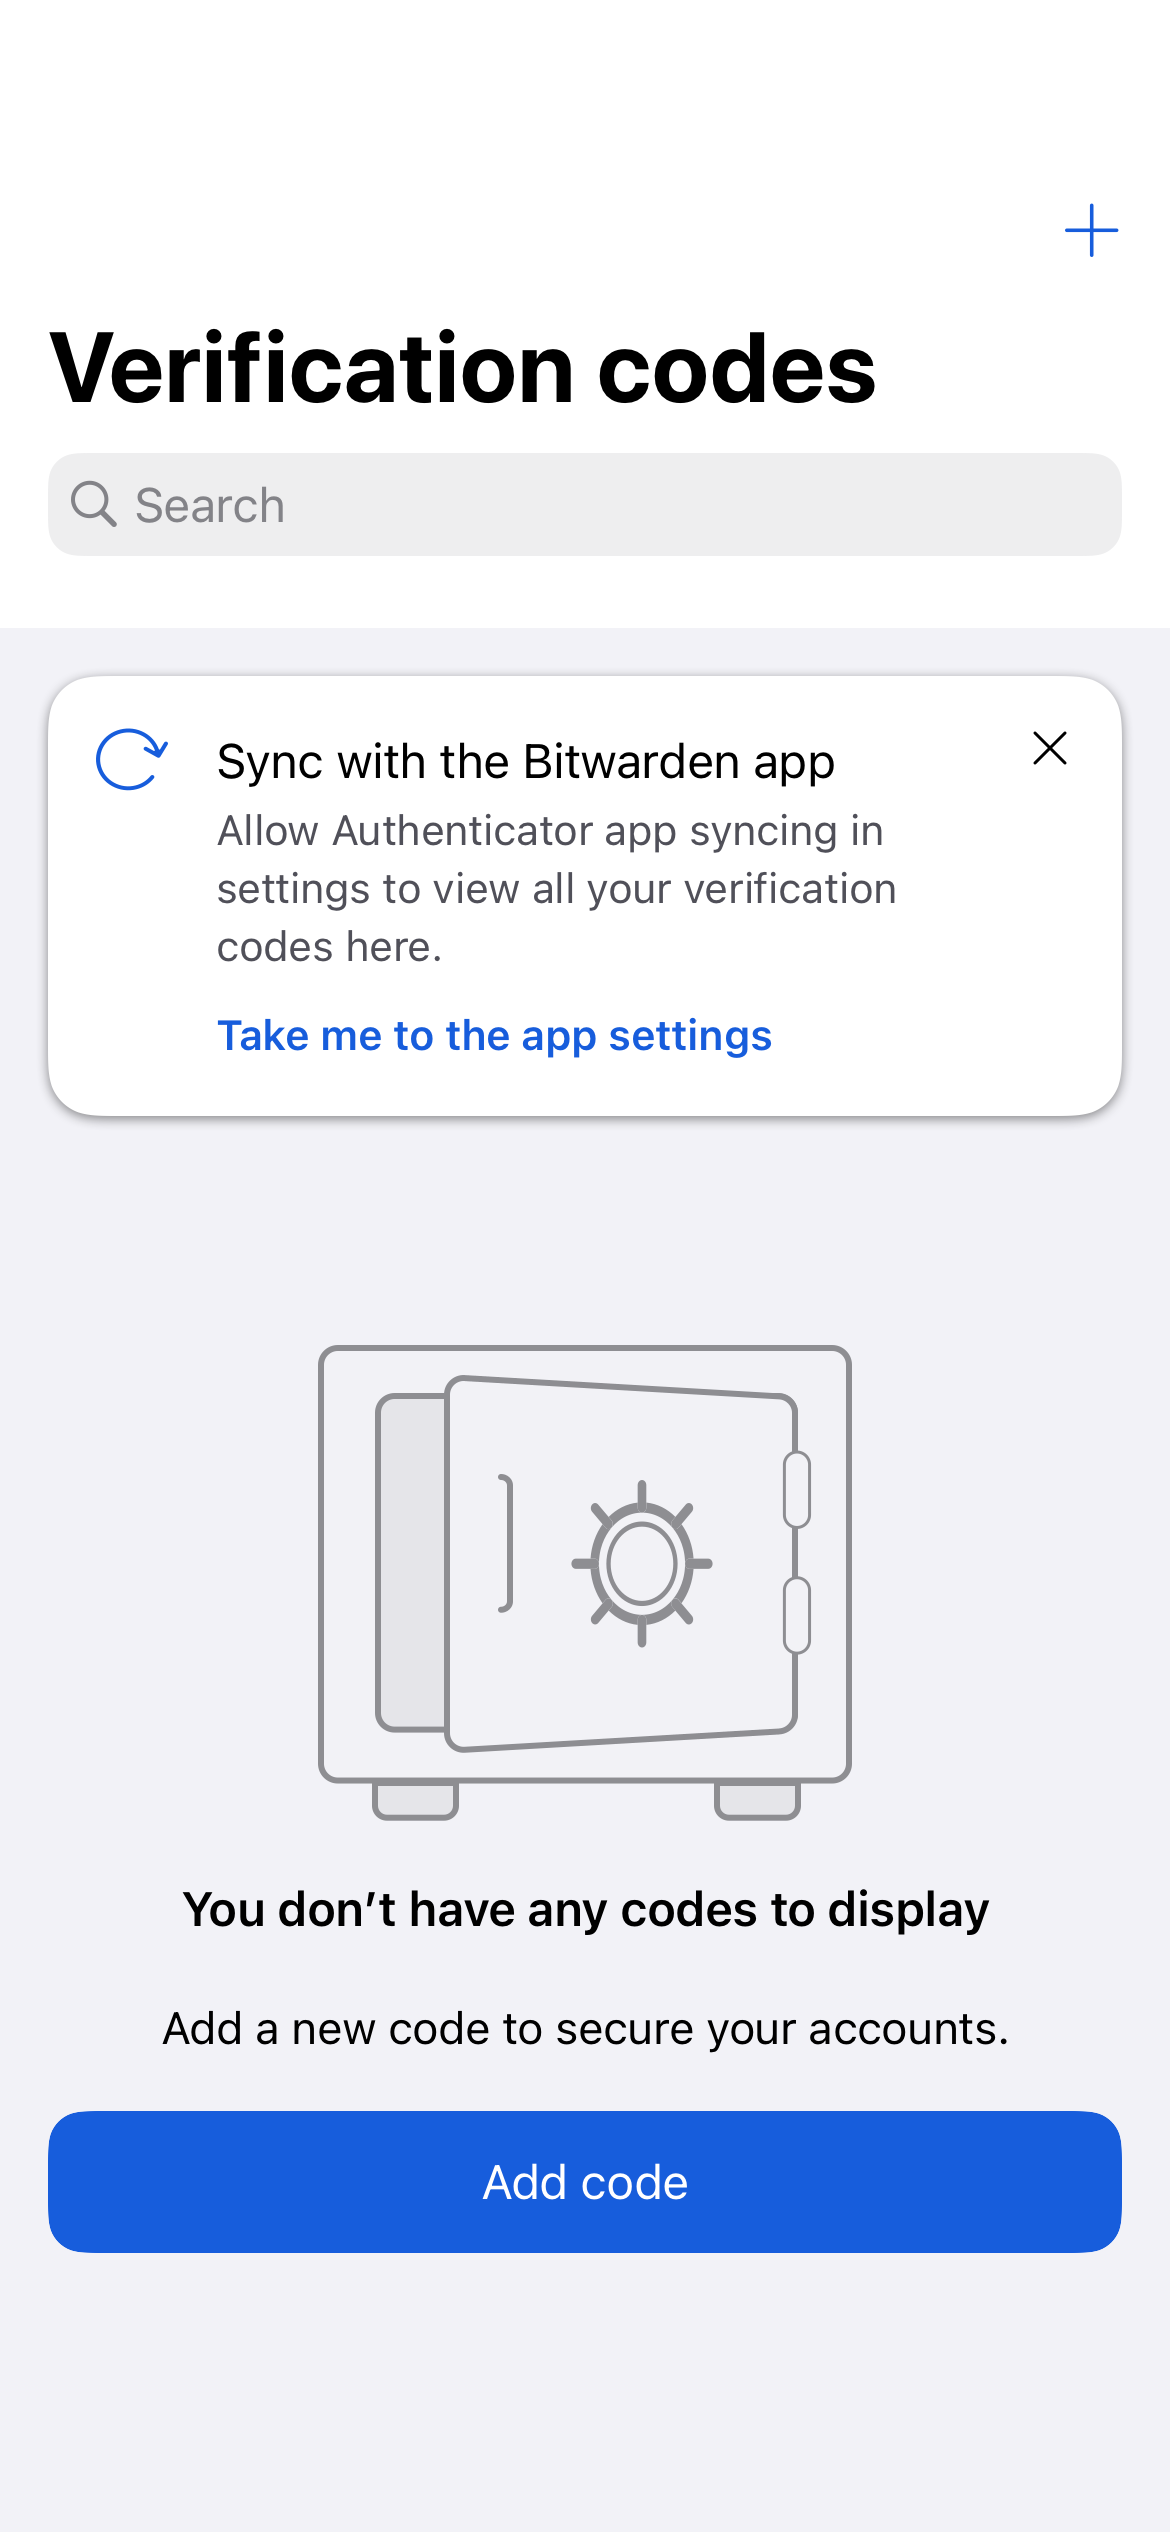 Verification codes
Search
Sync with the Bitwarden app
Allow Authenticator app syncing in
settings to view all your verification
codes here.
Take me to the app settings
You don’t have any codes to display
Add a new code to secure your accounts.
Add code